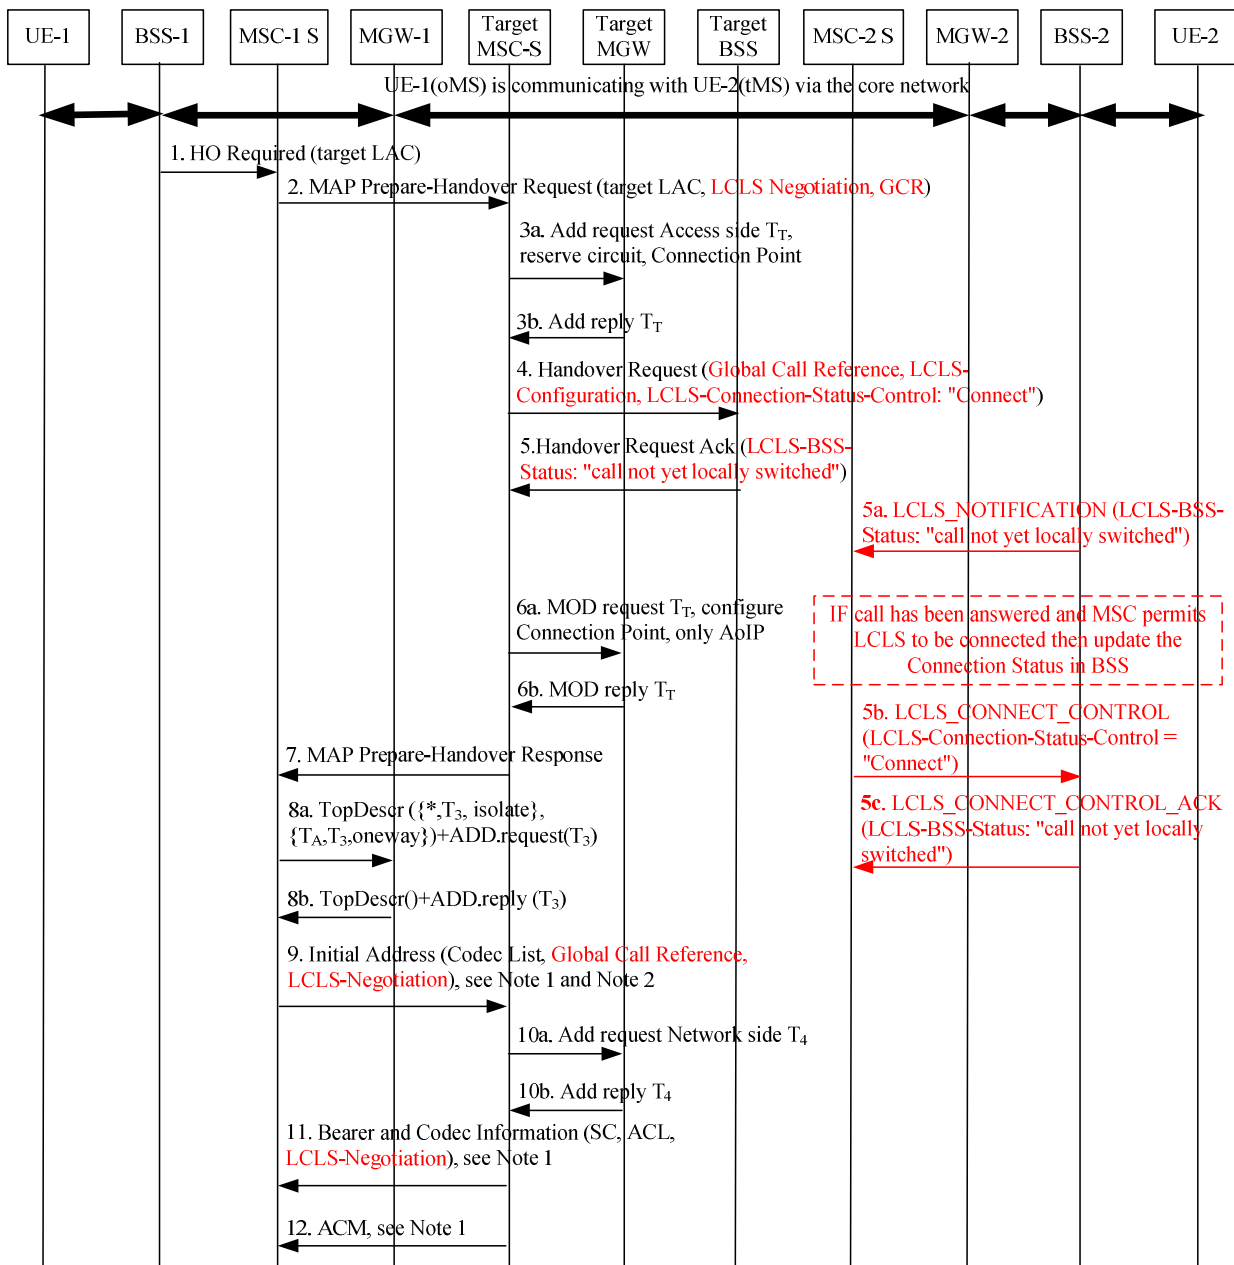 UE-1
BSS-1
MSC-1 S
MGW-1
Target
MSC-S
Target
MGW
Target
BSS
MSC-2 S
MGW-2
BSS-2
UE-2
UE-1(oMS) is communicating with UE-2(tMS) via the core network
1. HO Required (target LAC)
2. MAP Prepare-Handover Request (target LAC, LCLS Negotiation, GCR)
3a. Add request Access side TT,
reserve circuit, Connection Point
3b. Add reply TT
4. Handover Request (Global Call Reference, LCLS-
Configuration, LCLS-Connection-Status-Control: "Connect")
5.Handover Request Ack (LCLS-BSS-
Status: "call not yet locally switched")
5a. LCLS_NOTIFICATION (LCLS-BSS-
Status: "call not yet locally switched")
6a. MOD request TT, configure
Connection Point, only AoIP
IF call has been answered and MSC permits
LCLS to be connected then update the
Connection Status in BSS
6b. MOD reply TT
5b. LCLS_CONNECT_CONTROL
(LCLS-Connection-Status-Control =
"Connect")
7. MAP Prepare-Handover Response
8a. TopDescr ({*,T3, isolate},
{TA,T3,oneway})+ADD.request(T3)
5c. LCLS_CONNECT_CONTROL_ACK
(LCLS-BSS-Status: "call not yet locally
switched")
8b. TopDescr()+ADD.reply (T3)
9. Initial Address (Codec List, Global Call Reference,
LCLS-Negotiation), see Note 1 and Note 2
10a. Add request Network side T4
10b. Add reply T4
11. Bearer and Codec Information (SC, ACL,
LCLS-Negotiation), see Note 1
12. ACM, see Note 1